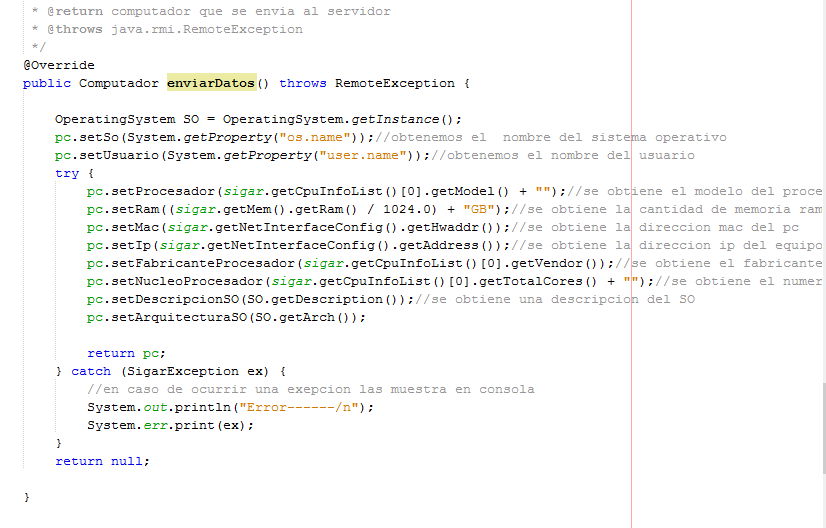 * @return computador que se envia al servidor
* @throws java.rmi.RemoteException
*/
@Override
public Computador enviarDatos() throws RemoteException {
OperatingSystem SO = OperatingSystem.getInstance();
pc.setSo(System.getProperty("os.name"));//obtenemos el  nombre del sistema operativo
pc.setUsuario(System.getProperty("user.name"));//obtenemos el nombre del usuario
try {
pc.setProcesador(sigar.getCpuInfoList()[0].getModel() + "");//se obtiene el modelo del proce
pc.setRam((sigar.getMem().getRam() / 1024.0) + "GB");//se obtiene la cantidad de memoria ram
pc.setMac(sigar.getNetInterfaceConfig().getHwaddr());//se obtiene la direccion mac del pc
pc.setIp(sigar.getNetInterfaceConfig().getAddress());//se obtiene la direccion ip del equipo
pc.setFabricanteProcesador(sigar.getCpuInfoList()[0].getVendor());//se obtiene el fabricante
pc.setNucleoProcesador(sigar.getCpuInfoList()[0].getTotalCores() + "");//se obtiene el numer
pc.setDescripcionSO(SO.getDescription());//se obtiene una descripcion del SO
pc.setArquitecturaSO(SO.getArch());
return pc;
} catch (SigarException ex) {
//en caso de ocurrir una exepcion las muestra en consola
System.out.println("Error------/n");
System.err.print(ex);
}
return null;
}